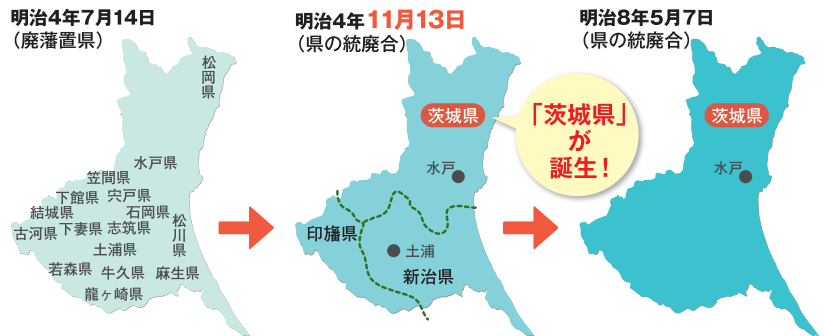 明治4年7月14日
（廃藩置県）
松岡県
水戸県
笠間県
下館県
宍戸県
結城県
石岡県
松川県
古河県
下妻県
志筑県
土浦県
若森県
牛久県
麻生県
龍ヶ崎県
明治4年11月13日
（県の統廃合）
茨城県
「茨城県」
が
誕生！
水戸
印旛県
土浦
新治県
明治8年5月7日
（県の統廃合）
茨城県
水戸